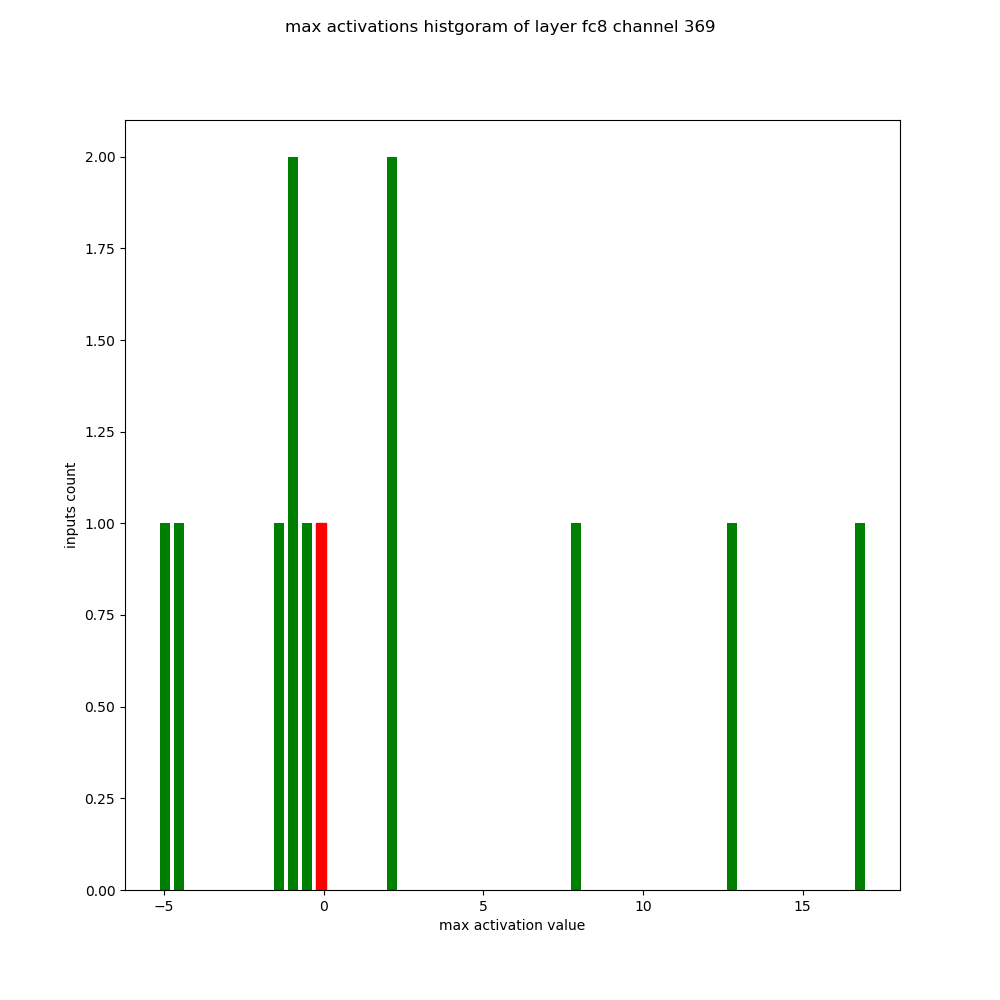 max activations histgoram of layer fc8 channel 369
2.00
1.75
1.50
1.25
1.00
0.75
0.50
0.25
0.00
inputs count
−5 0 5 10 15
max activation value